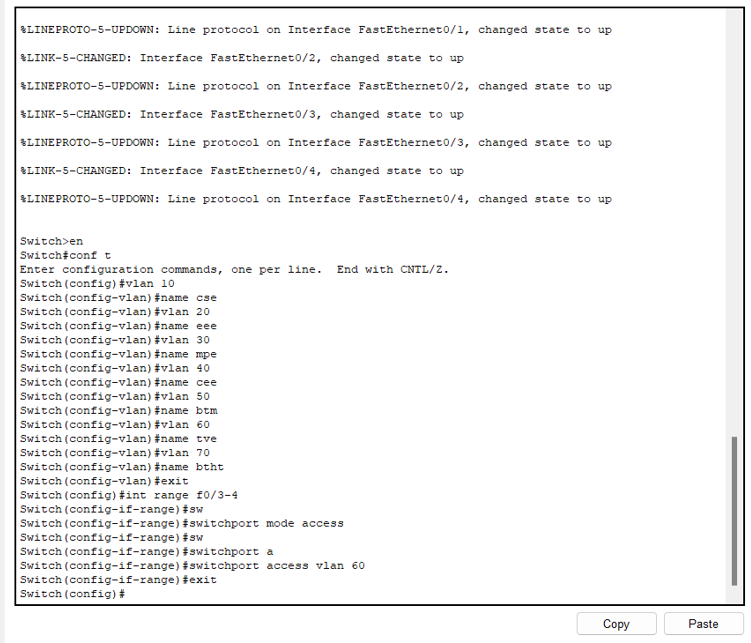 %LINEPROTO-5-UPDOWN: Line protocol on Interface FastEthernet0/1, changed state to up
%LINK-5-CHANGED: Interface FastEthernet0/2, changed state to up
%LINEPROTO-5-UPDOWN: Line protocol on Interface FastEthernet0/2, changed state to up
%LINK-5-CHANGED: Interface FastEthernet0/3, changed state to up
%LINEPROTO-5-UPDOWN: Line protocol on Interface FastEthernet0/3, changed state to up
%LINK-5-CHANGED: Interface FastEthernet0/4, changed state to up
%LINEPROTO-5-UPDOWN: Line protocol on Interface FastEthernet0/4, changed state to up
Switch>en
Switch#conf t
Enter configuration commands, one per line.  End with CNTL/Z.
Switch(config)#vlan 10
Switch(config-vlan)#name cse
Switch(config-vlan)#vlan 20
Switch(config-vlan)#name eee
Switch(config-vlan)#vlan 30
Switch(config-vlan)#name mpe
Switch(config-vlan)#vlan 40
Switch(config-vlan)#name cee
Switch(config-vlan)#vlan 50
Switch(config-vlan)#name btm
Switch(config-vlan)#vlan 60
Switch(config-vlan)#name tve
Switch(config-vlan)#vlan 70
Switch(config-vlan)#name btht
Switch(config-vlan)#exit
Switch(config)#int range f0/3-4
Switch(config-if-range)#sw
Switch(config-if-range)#switchport mode access
Switch(config-if-range)#sw
Switch(config-if-range)#switchport a
Switch(config-if-range)#switchport access vlan 60
Switch(config-if-range)#exit
Switch(config)#
Copy Paste